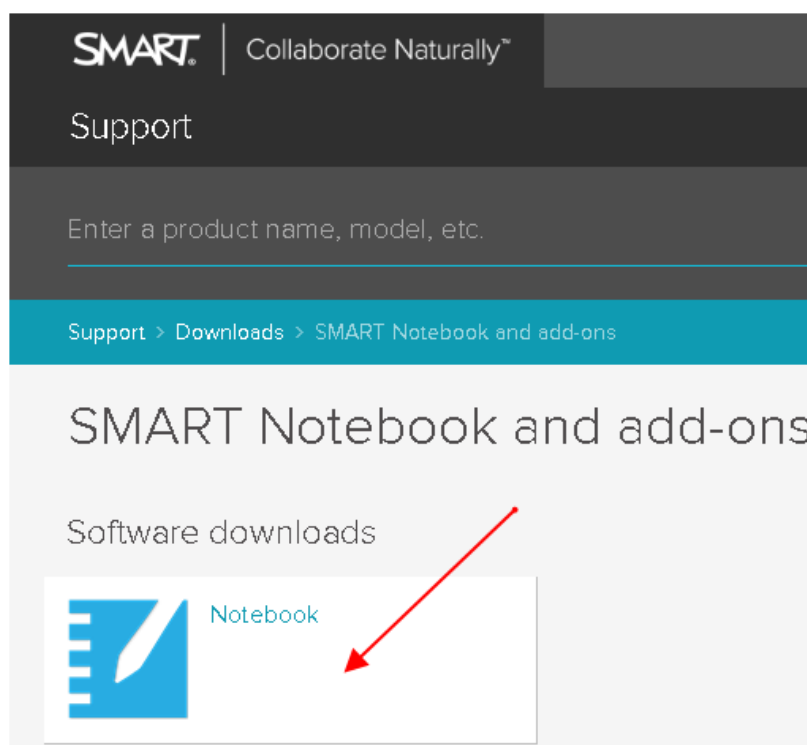 SMART® Collaborate Naturally™
Support
Enter a product name, model, etc.
Support > Downloads > SMART Notebook and add-ons
SMART Notebook and add-ons
Software downloads
Notebook